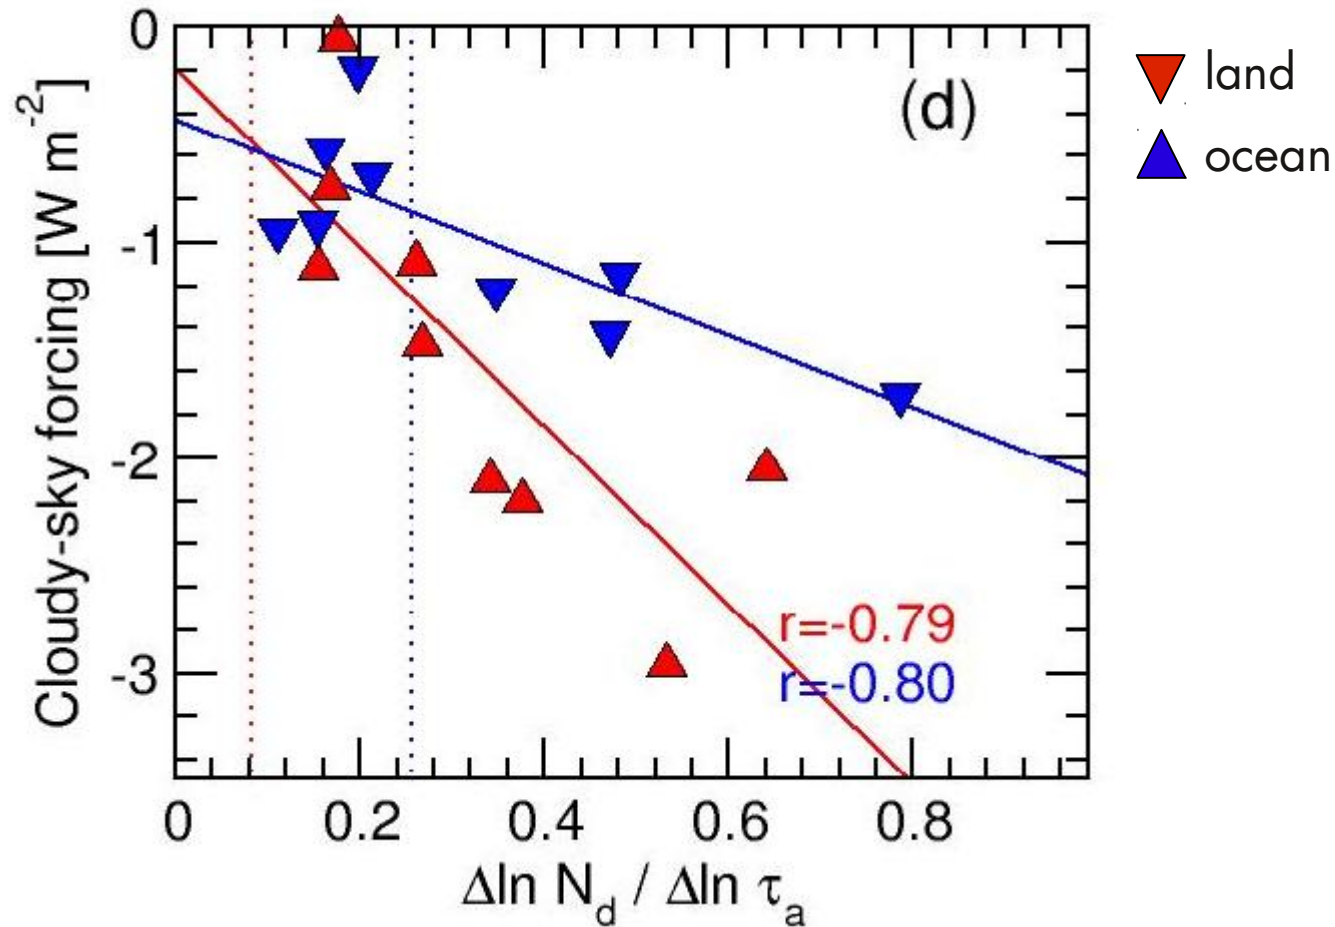 0
-1
-2
-3
Cloudy-sky forcing [W m-2]
(d)
r=-0.79
r=-0.80
0 0.2 0.4 0.6 0.8
Δln Nd / Δln τa
land
ocean